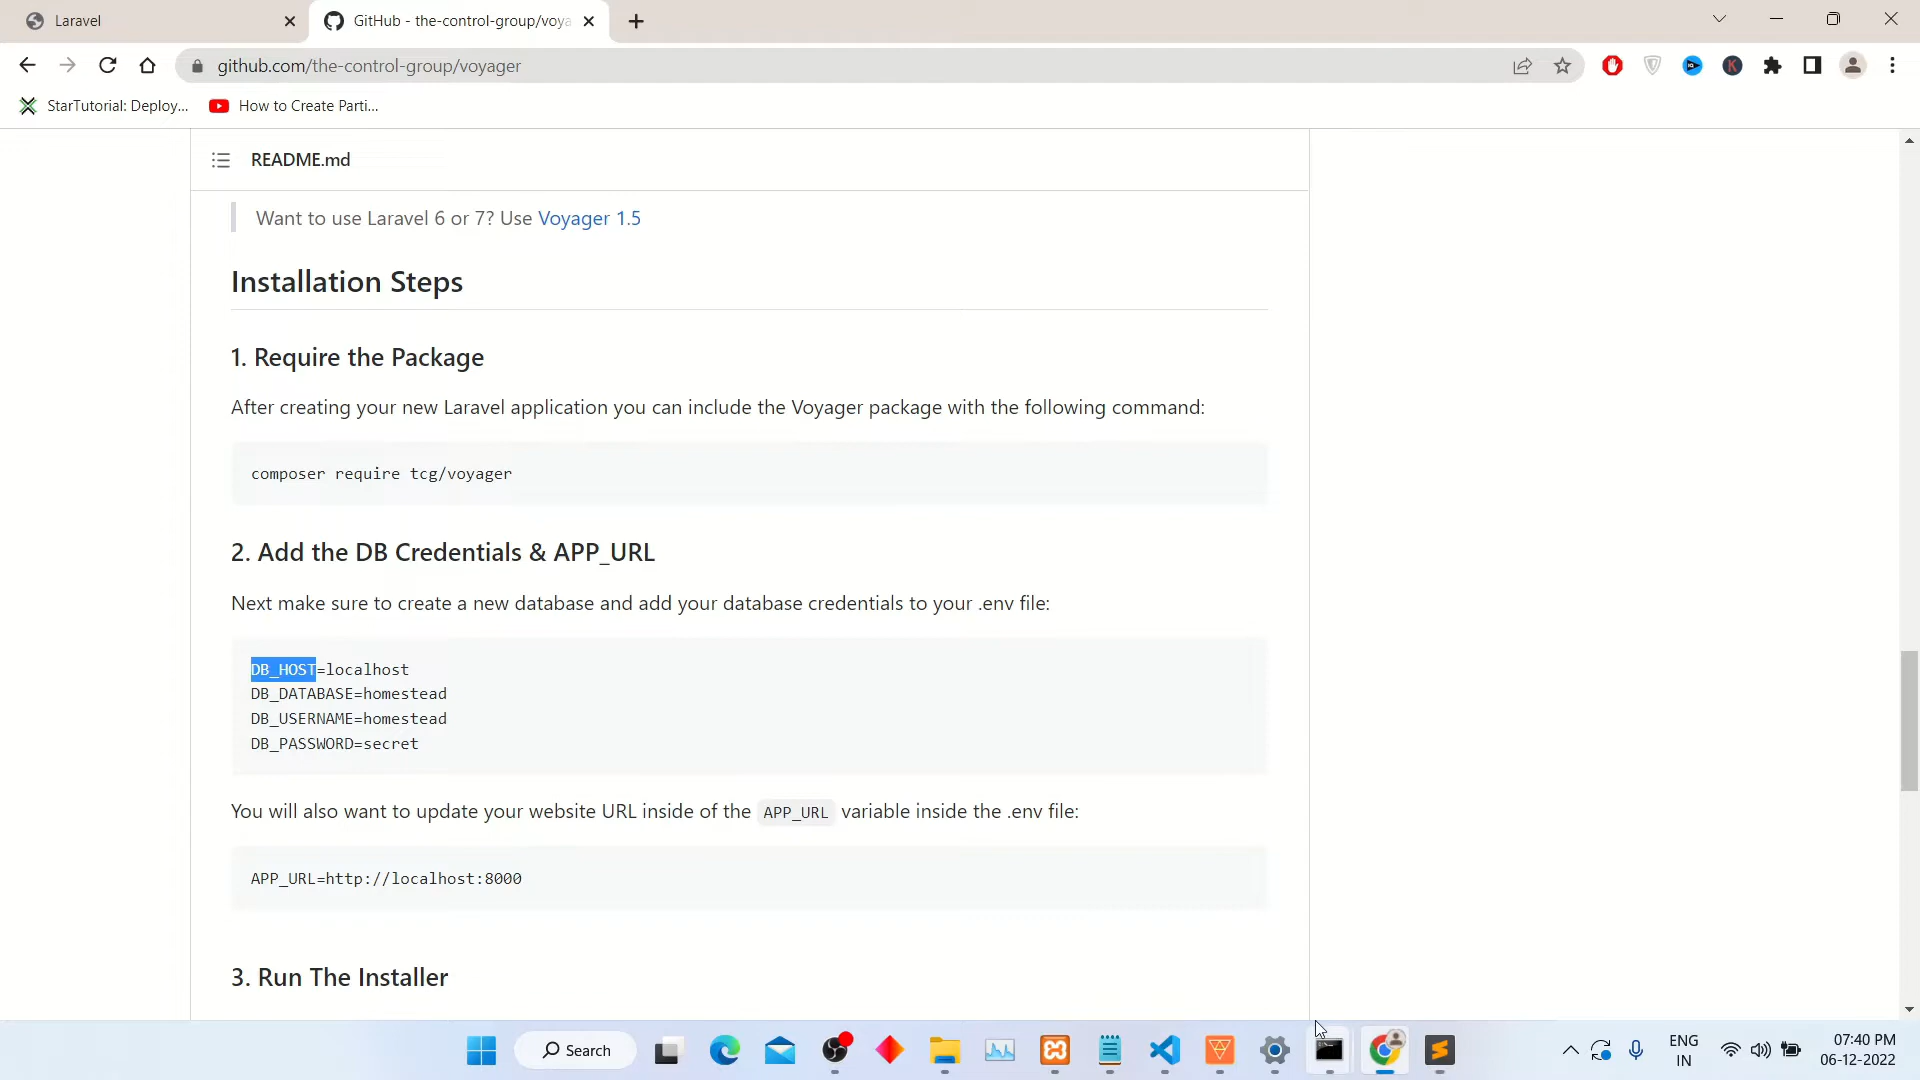 Laravel
GitHub - the-control-group/voya
github.com/the-control-group/voyager
StarTutorial: Deploy...
How to Create Parti...
README.md
Want to use Laravel 6 or 7? Use Voyager 1.5
Installation Steps
1. Require the Package
After creating your new Laravel application you can include the Voyager package with the following command:
composer require tcg/voyager
2. Add the DB Credentials & APP_URL
Next make sure to create a new database and add your database credentials to your .env file:
DB_HOST=localhost
DB_DATABASE=homestead
DB_USERNAME=homestead
DB_PASSWORD=secret
You will also want to update your website URL inside of the APP_URL variable inside the .env file:
APP_URL=http://localhost:8000
3. Run The Installer
Search
ENG
IN
07:40 PM
06-12-2022